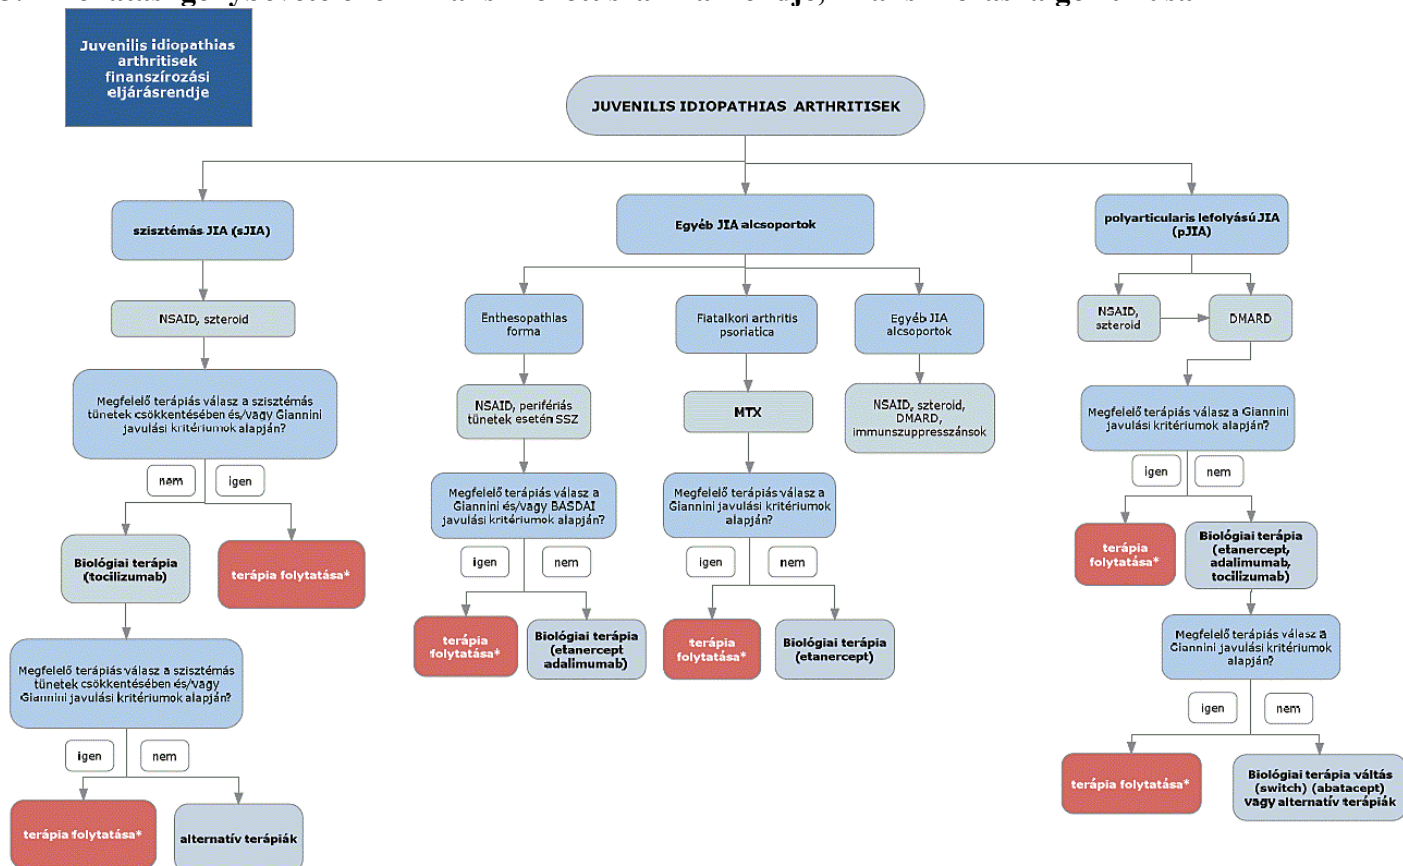 Juvenilis idiopathias
arthritisek
finanszírozási
eljárásrendje
JUVENILIS IDIOPATHIAS ARTHRITISEK
szisztémás JIA (sJIA)
NSAID, szteroid
Megfelelő terápiás válasz a szisztémás
tünetek csökkentésében és/vagy Giannini
javulási kritériumok alapján?
nem
igen
Biológiai terápia
(tocilizumab)
terápia folytatása*
Megfelelő terápiás válasz a szisztémás
tünetek csökkentésében és/vagy
Giannini javulási kritériumok alapján?
igen
nem
terápia folytatása*
alternatív terápiák
Egyéb JIA alcsoportok
Enthesopathias
forma
NSAID, perifériás
tünetek esetén SSZ
Megfelelő terápiás válasz a
Giannini és/vagy BASDAI
javulási kritériumok alapján?
igen
nem
terápia
folytatása*
Biológiai terápia
(etanercept
adalimumab)
Fiatalkori arthritis
psoriatica
MTX
Megfelelő terápiás válasz a
Giannini javulási kritériumok
alapján?
igen
nem
terápia
folytatása*
Biológiai terápia
(etanercept)
Egyéb JIA
alcsoportok
NSAID, szteroid,
DMARD,
immunszuppresszánsok
polyarticularis lefolyású JIA
(pJIA)
NSAID,
szteroid
DMARD
Megfelelő terápiás válasz a Giannini
javulási kritériumok alapján?
igen
nem
terápia
folytatása*
Biológiai terápia
(etanercept,
adalimumab,
tocilizumab)
Megfelelő terápiás válasz a
Giannini javulási kritériumok
alapján?
igen
nem
terápia folytatása*
Biológiai terápia váltás
(switch) (abatacept)
vagy alternatív terápiák